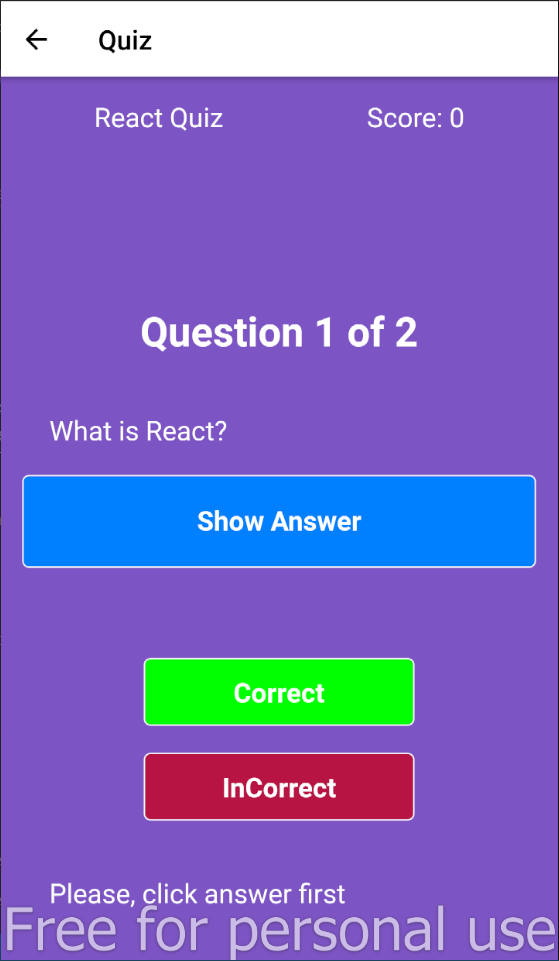 Quiz
React Quiz Score: 0
Question 1 of 2
What is React?
Show Answer
Correct
InCorrect
Please, click answer first
Free for personal use